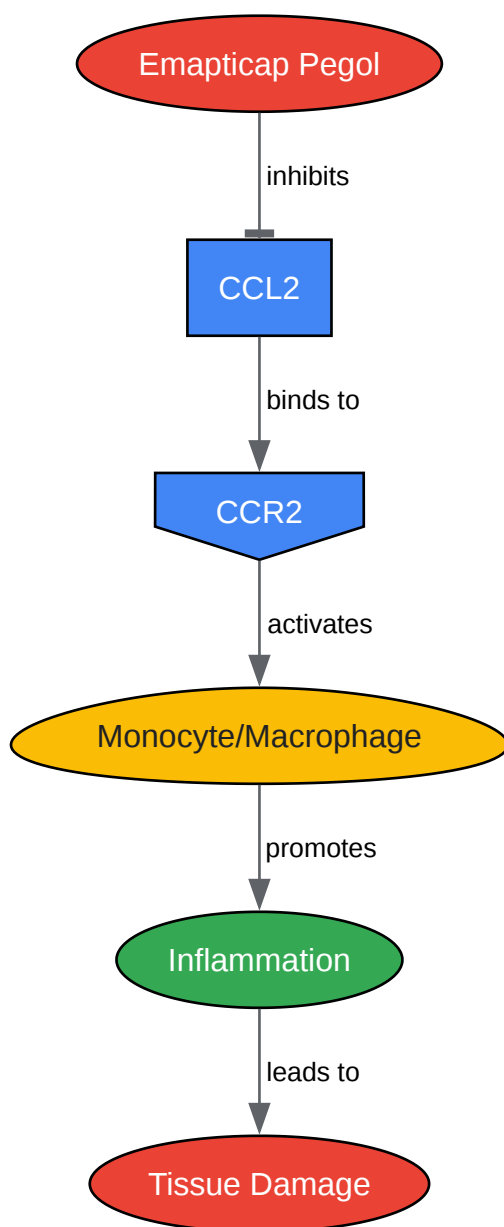 Emapticap Pegol
inhibits
CCL2
binds to
CCR2
activates
Monocyte/Macrophage
promotes
Inflammation
leads to
Tissue Damage